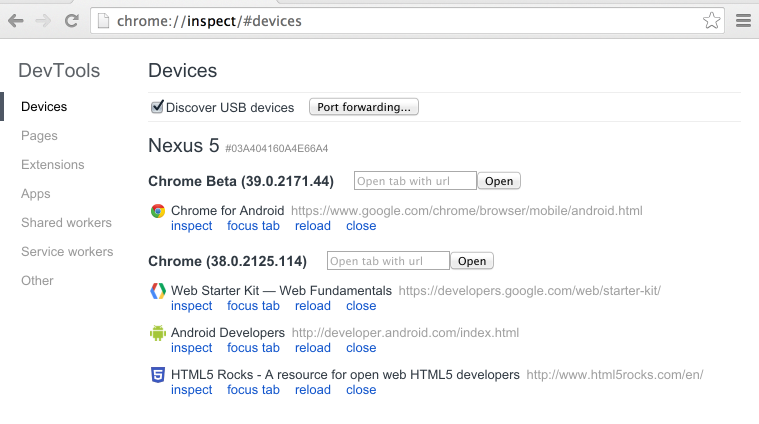 chrome://inspect/#devices
DevTools
Devices
Pages
Extensions
Apps
Shared workers
Service workers
Other
Devices
Discover USB devices Port forwarding...
Nexus 5 #03A404160A4E66A4
Chrome Beta (39.0.2171.44) Open tab with url Open
Chrome for Android https://www.google.com/chrome/browser/mobile/android.html
inspect focus tab reload close
Chrome (38.0.2125.114) Open tab with url Open
Web Starter Kit — Web Fundamentals https://developers.google.com/web/starter-kit/
inspect focus tab reload close
Android Developers http://developer.android.com/index.html
inspect focus tab reload close
HTML5 Rocks - A resource for open web HTML5 developers http://www.html5rocks.com/en/
inspect focus tab reload close